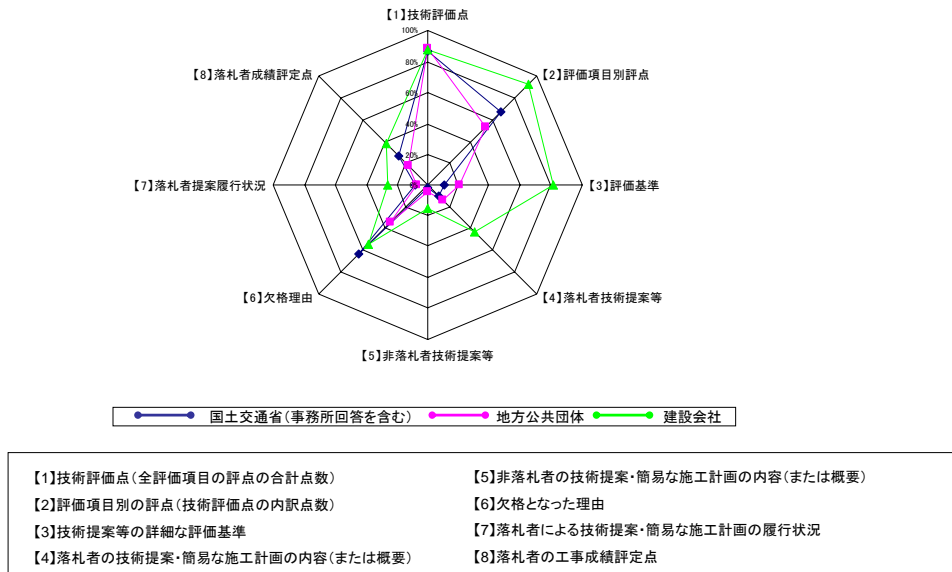 【1】技術評価点
100%
【8】落札者成績評定点
80%
【2】評価項目別評点
60%
40%
20%
【7】落札者提案履行状況
【3】評価基準
【6】欠格理由
【4】落札者技術提案等
【5】非落札者技術提案等
国土交通省(事務所回答を含む)
地方公共団体
建設会社
【1】技術評価点(全評価項目の評点の合計点数)
【2】評価項目別の評点(技術評価点の内訳点数)
【3】技術提案等の詳細な評価基準
【4】落札者の技術提案・簡易な施工計画の内容(または概要)
【5】非落札者の技術提案・簡易な施工計画の内容(または概要)
【6】欠格となった理由
【7】落札者による技術提案・簡易な施工計画の履行状況
【8】落札者の工事成績評定点